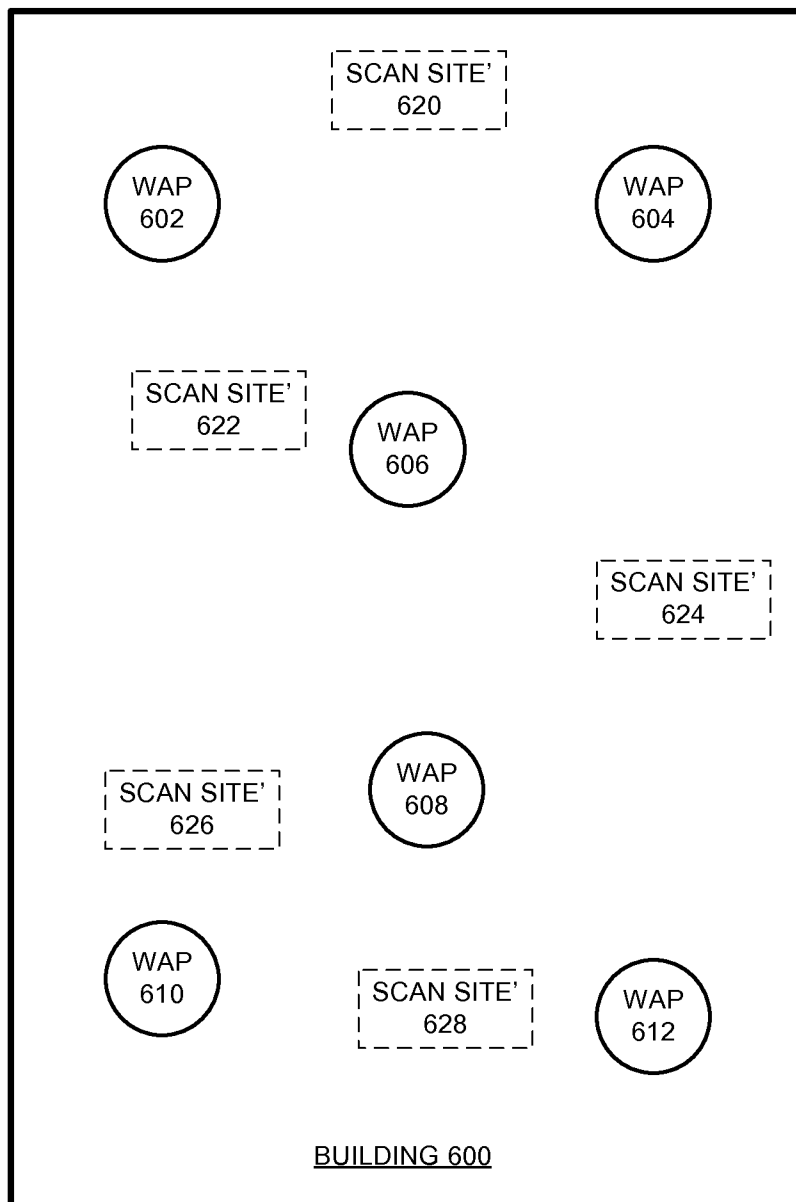 SCAN SITE’
620
WAP
602
WAP
604
SCAN SITE’
622
WAP
606
SCAN SITE’
624
WAP
608
SCAN SITE’
626
WAP
610
SCAN SITE’
628
WAP
612
BUILDING 600